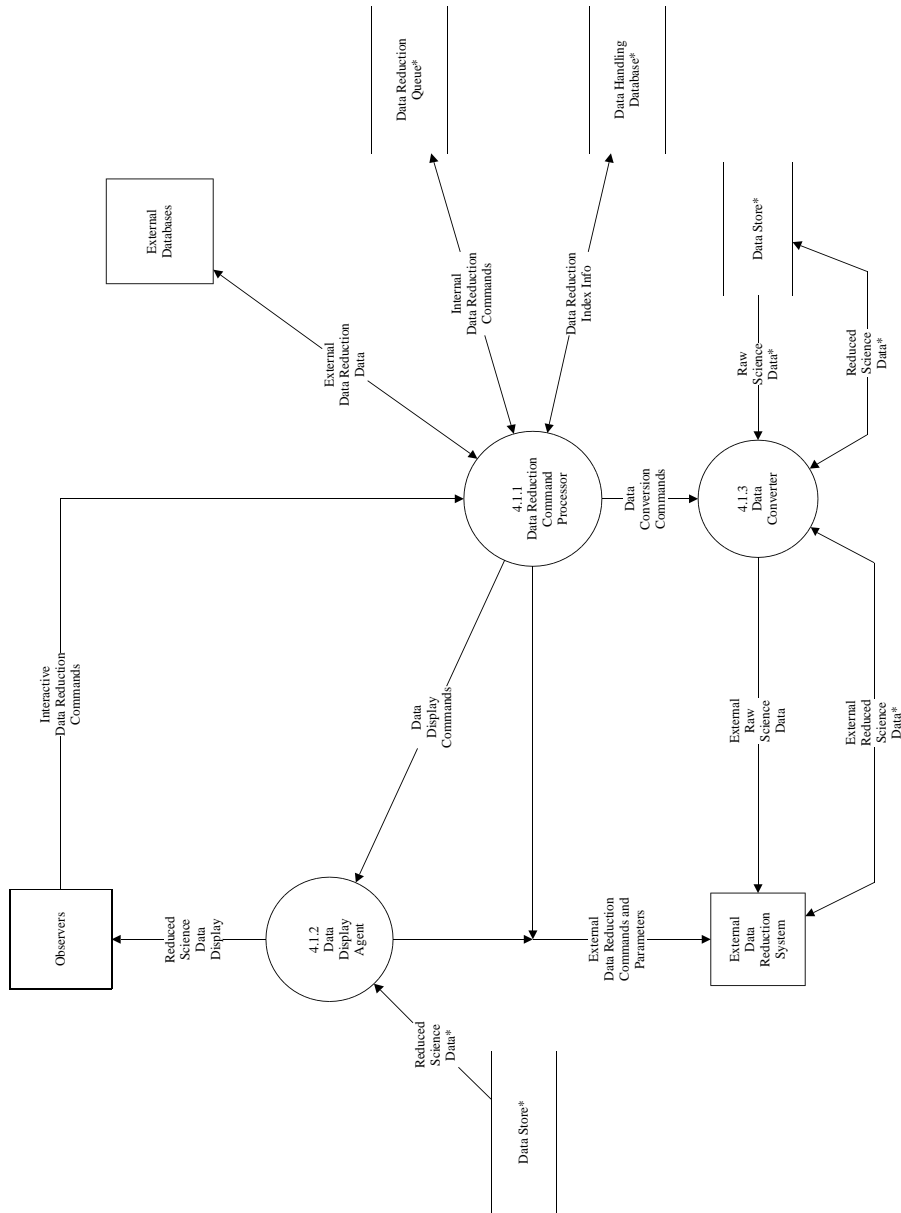 Observers
Interactive
Data Reduction
Commands
Reduced
Science
Data
Display
4.1.2
Data
Display
Agent
Reduced
Science
Data*
Data Store*
Data
Display
Commands
External
Data Reduction
Commands and
Parameters
External
Data
Reduction
System
External
Raw
Science
Data
External
Reduced
Science
Data*
4.1.1
Data Reduction
Command
Processor
Data
Conversion
Commands
4.1.3
Data
Converter
External
Data Reduction
Data
External
Databases
Internal
Data Reduction
Commands
Data Reduction
Queue*
Data Reduction
Index Info
Data Handling
Database*
Raw
Science
Data*
Data Store*
Reduced
Science
Data*